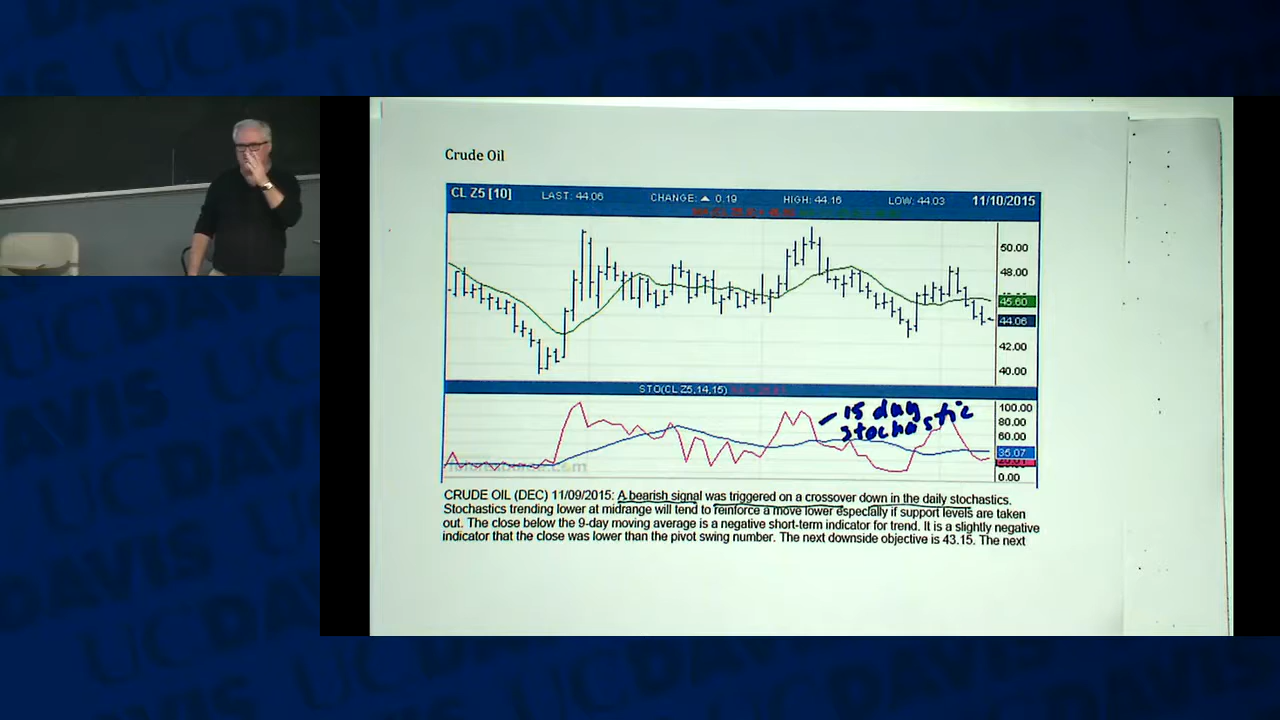 UC DAVIS
Crude Oil
CL Z5 [10] LAST: 44.06 CHANGE: ▲ 0.19 HIGH: 44.16 LOW: 44.03 11/10/2015
50.00
48.00
45.60
44.06
42.00
40.00
STO(CL Z5,14,15)
100.00
80.00
60.00
35.07
0.00
15 day
stochastic
CRUDE OIL (DEC) 11/09/2015: A bearish signal was triggered on a crossover down in the daily stochastics.
Stochastics trending lower at midrange will tend to reinforce a move lower especially if support levels are taken
out. The close below the 9-day moving average is a negative short-term indicator for trend. It is a slightly negative
indicator that the close was lower than the pivot swing number. The next downside objective is 43.15. The next